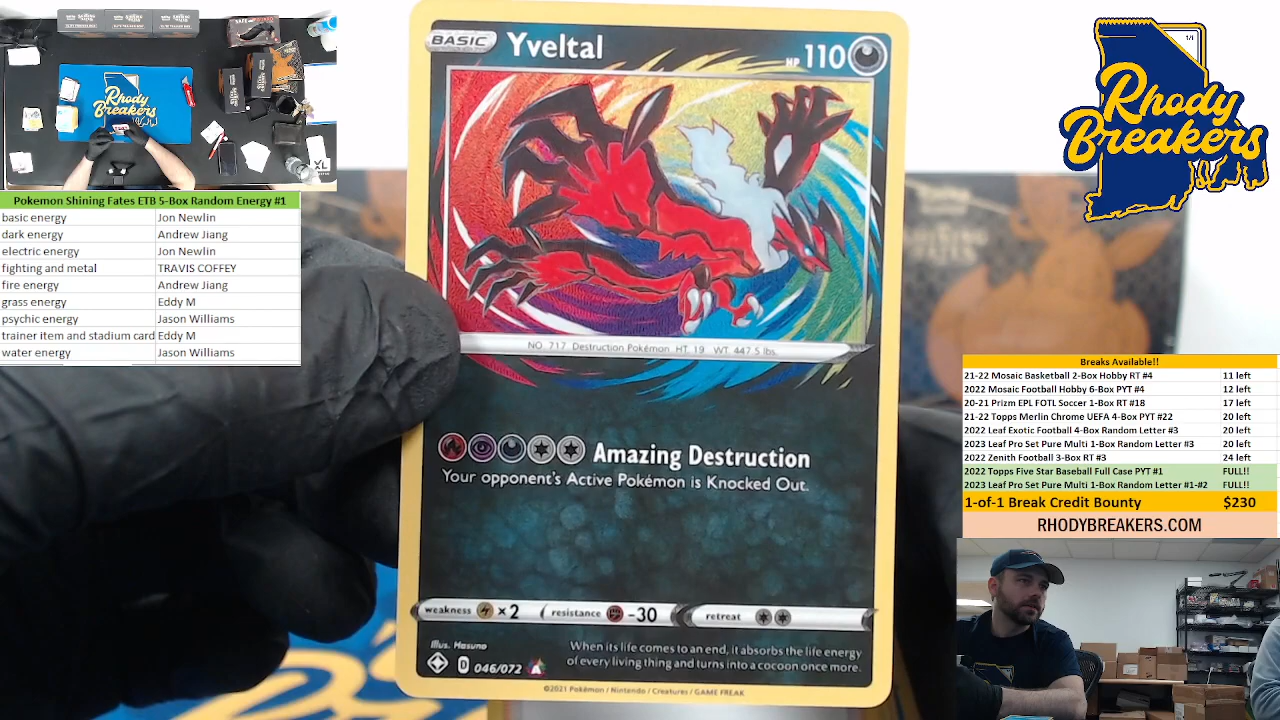 Rhody
Breakers
XL
Pokemon Shining Fates ETB 5-Box Random Energy #1
basic energy Jon Newlin
dark energy Andrew Jiang
electric energy Jon Newlin
fighting and metal TRAVIS COFFEY
fire energy Andrew Jiang
grass energy Eddy M
psychic energy Jason Williams
trainer item and stadium card Eddy M
water energy Jason Williams
BASIC Yveltal HP 110
NO. 717 Destruction Pokémon HT. 19 WT. 447.5 lbs.
Amazing Destruction
Your opponent's Active Pokémon is Knocked Out.
weakness ×2 resistance -30 retreat
Illus. Masuno
D 046/072 A
When its life comes to an end, it absorbs the life energy
of every living thing and turns into a cocoon once more.
©2021 Pokémon / Nintendo / Creatures / GAME FREAK
1/1
Rhody
Breakers
Breaks Available!!
21-22 Mosaic Basketball 2-Box Hobby RT #4 11 left
2022 Mosaic Football Hobby 6-Box PYT #4 12 left
20-21 Prizm EPL FOTL Soccer 1-Box RT #18 17 left
21-22 Topps Merlin Chrome UEFA 4-Box PYT #22 20 left
2022 Leaf Exotic Football 4-Box Random Letter #3 20 left
2023 Leaf Pro Set Pure Multi 1-Box Random Letter #3 20 left
2022 Zenith Football 3-Box RT #3 24 left
2022 Topps Five Star Baseball Full Case PYT #1 FULL!!
2023 Leaf Pro Set Pure Multi 1-Box Random Letter #1-#2 FULL!!
1-of-1 Break Credit Bounty $230
RHODYBREAKERS.COM